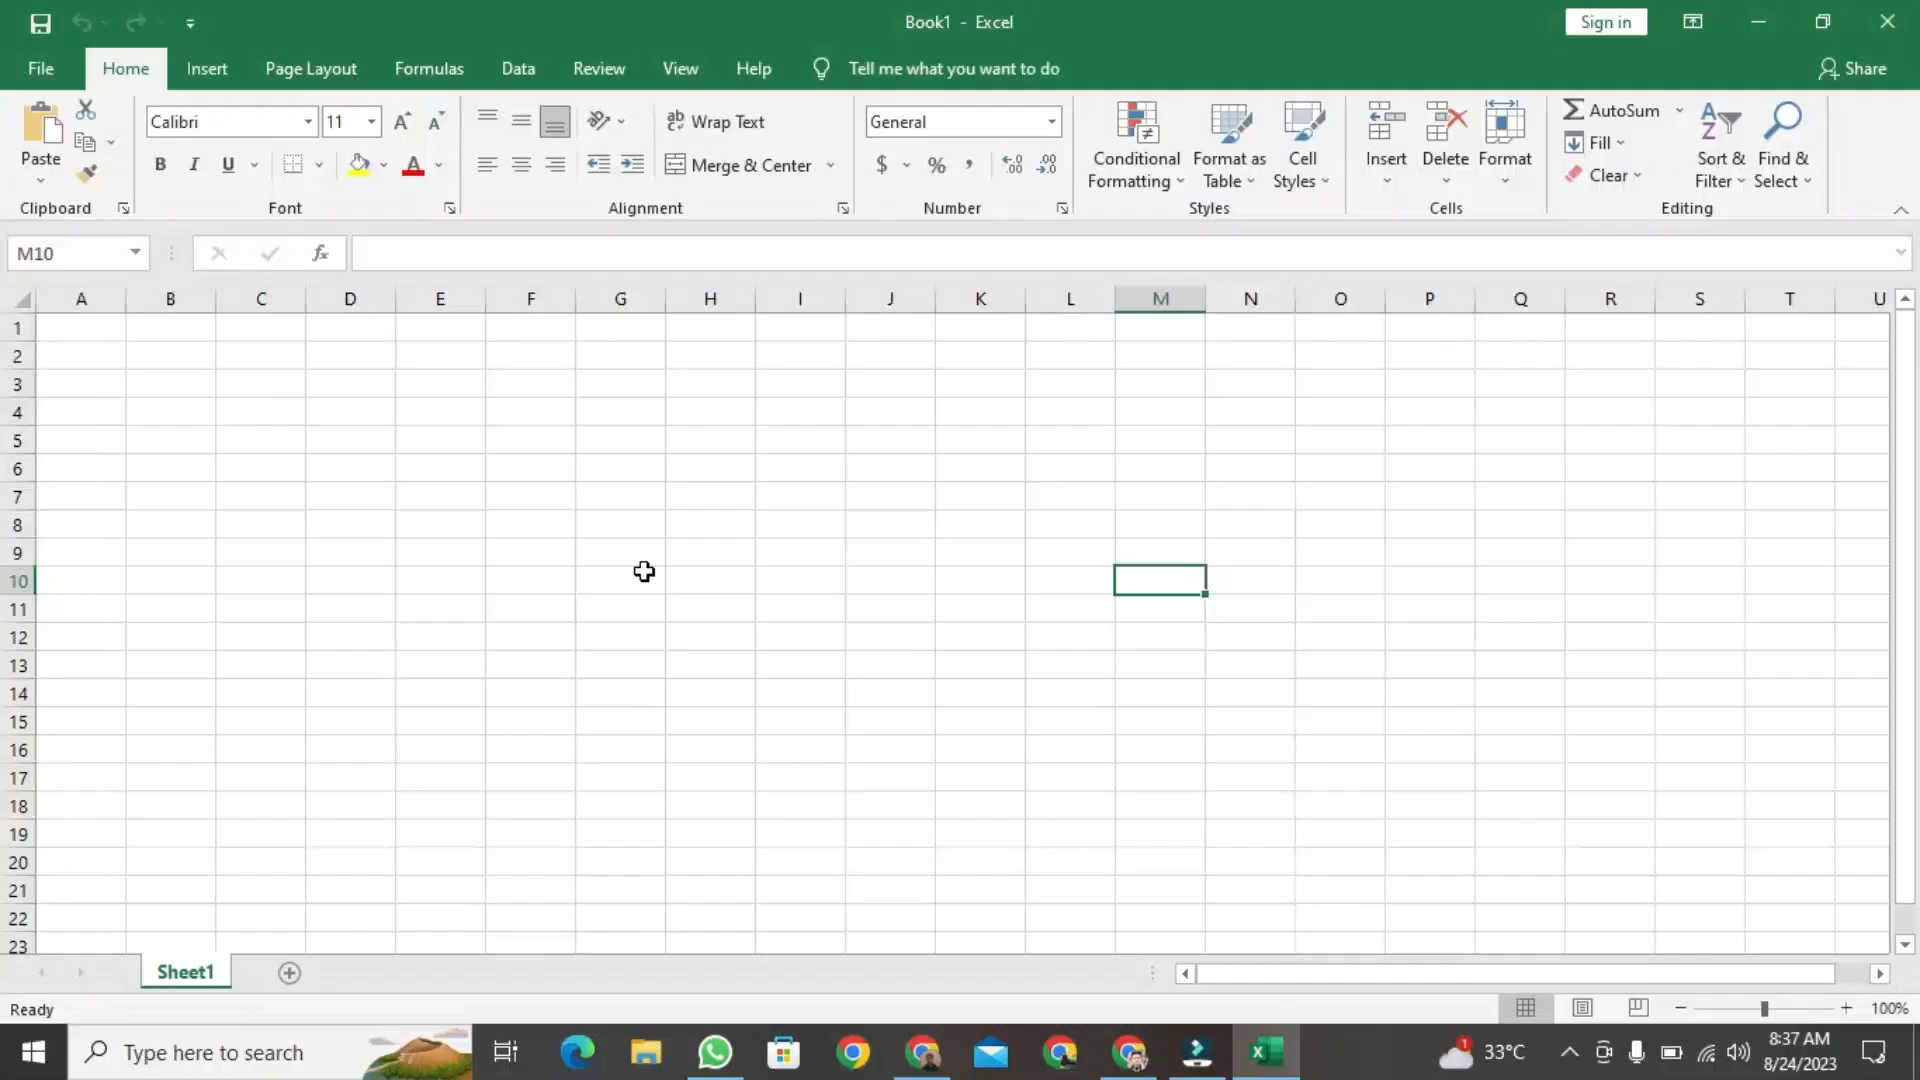 Book1 - Excel
Sign in
File Home Insert Page Layout Formulas Data Review View Help Tell me what you want to do Share
Calibri 11 Wrap Text General AutoSum
Fill
Paste B I U Merge & Center $ % , Conditional Formatting Format as Table Cell Styles Insert Delete Format Clear Sort & Filter Find & Select
Clipboard Font Alignment Number Styles Cells Editing
M10 fx
A B C D E F G H I J K L M N O P Q R S T U
1
2
3
4
5
6
7
8
9
10
11
12
13
14
15
16
17
18
19
20
21
22
23
Sheet1
Ready 100%
Type here to search 1 33°C 8:37 AM
8/24/2023